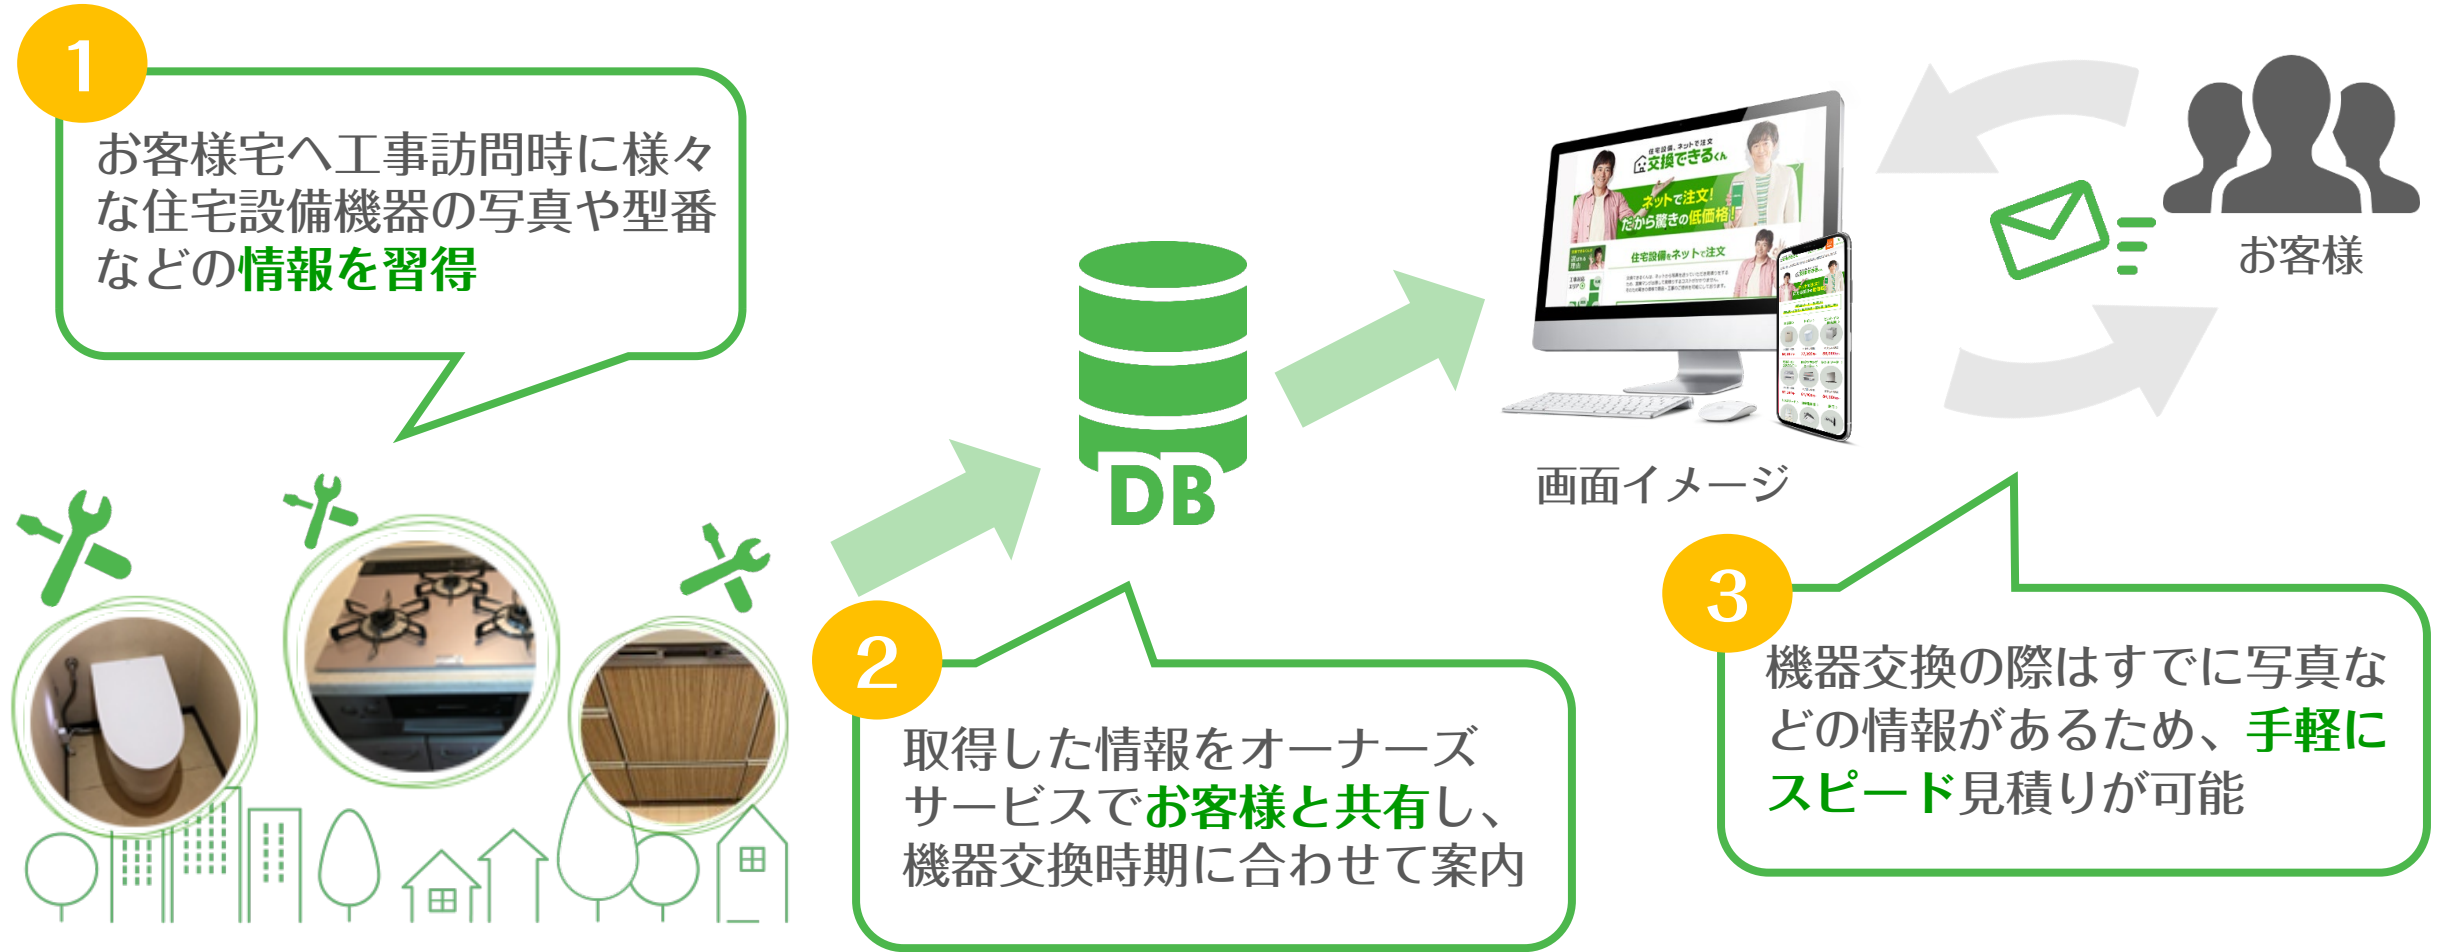 1
お客様宅へ工事訪問時に様々
な住宅設備機器の写真や型番
などの情報を習得
DB
住宅設備、ネットで注文
交換できるくん
ネットで注文!
だから驚きの低価格!
住宅設備をネットで注文
画面イメージ
お客様
2
取得した情報をオーナーズ
サービスでお客様と共有し、
機器交換時期に合わせて案内
3
機器交換の際はすでに写真な
どの情報があるため、手軽に
スピード見積りが可能